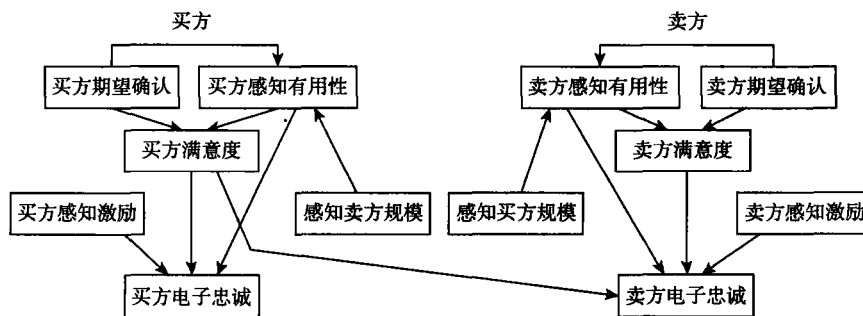 买方
卖方
买方期望确认
买方感知有用性
卖方感知有用性
卖方期望确认
买方满意度
卖方满意度
买方感知激励
感知卖方规模
感知买方规模
卖方感知激励
买方电子忠诚
卖方电子忠诚